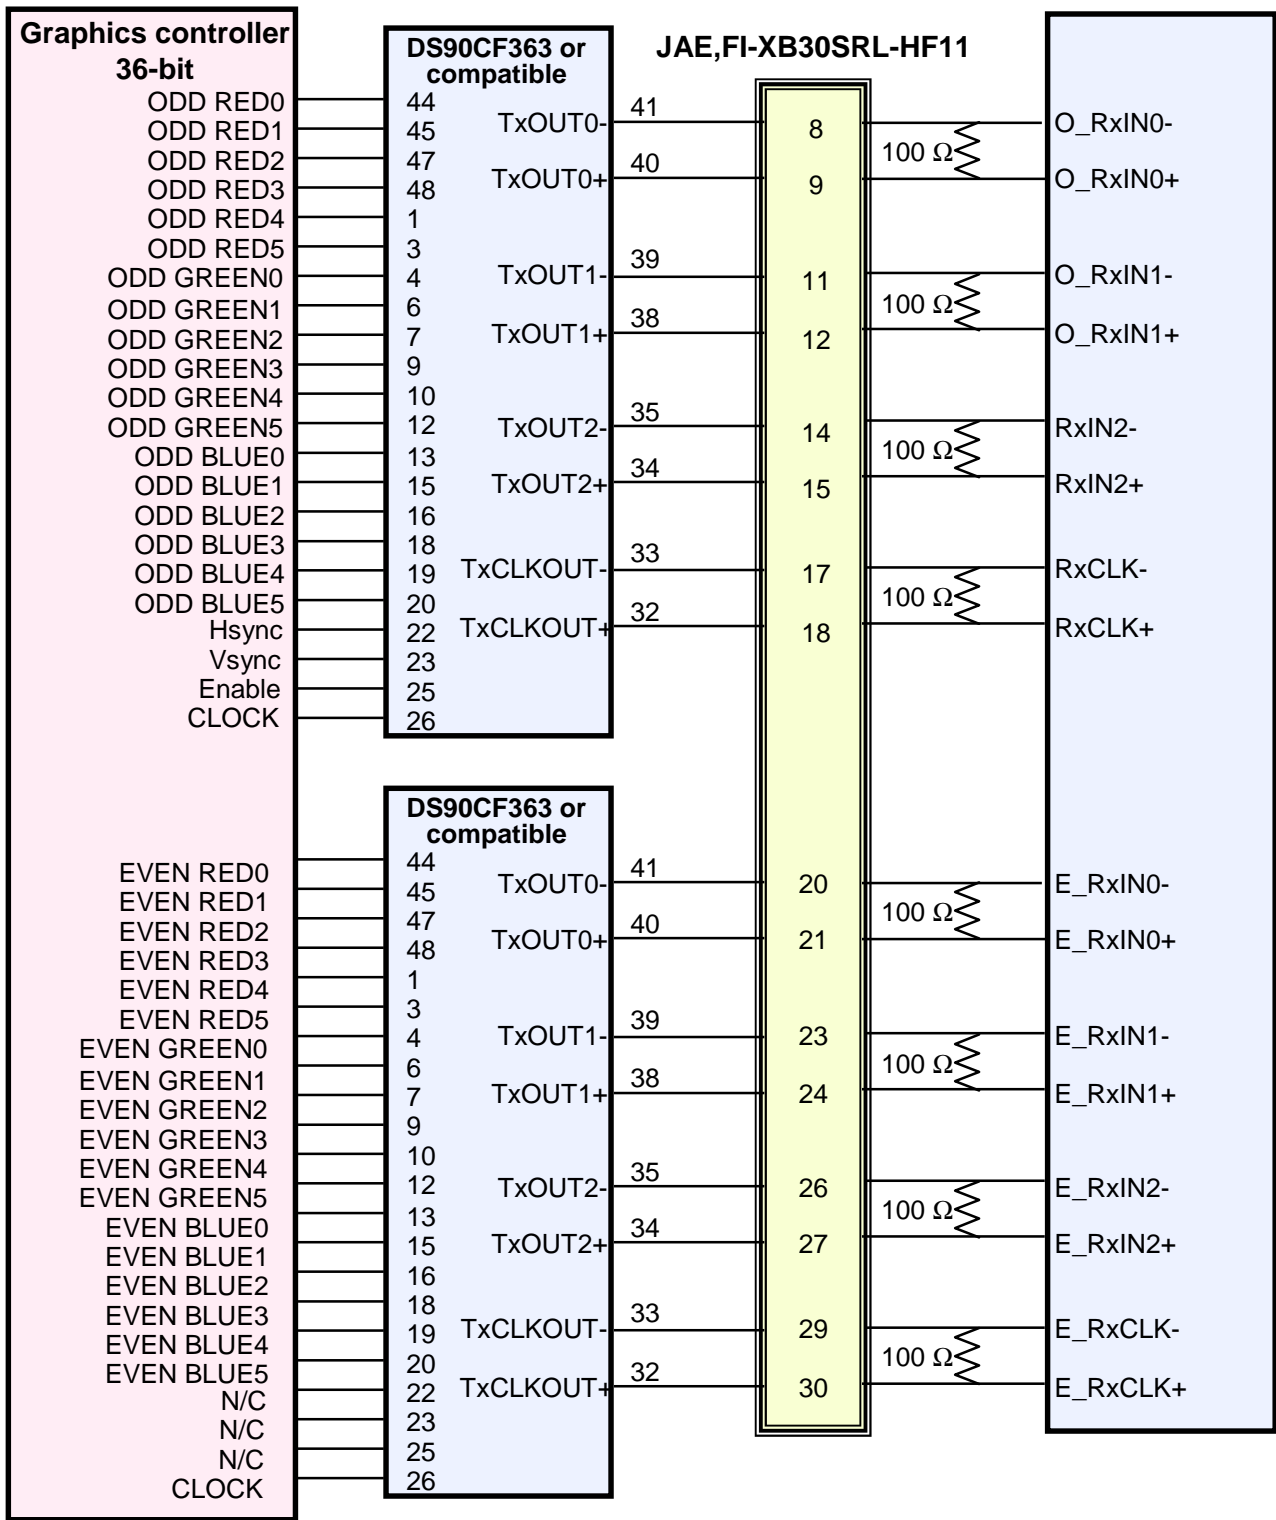 Graphics controller
36-bit
ODD RED0
ODD RED1
ODD RED2
ODD RED3
ODD RED4
ODD RED5
ODD GREEN0
ODD GREEN1
ODD GREEN2
ODD GREEN3
ODD GREEN4
ODD GREEN5
ODD BLUE0
ODD BLUE1
ODD BLUE2
ODD BLUE3
ODD BLUE4
ODD BLUE5
Hsync
Vsync
Enable
CLOCK
EVEN RED0
EVEN RED1
EVEN RED2
EVEN RED3
EVEN RED4
EVEN RED5
EVEN GREEN0
EVEN GREEN1
EVEN GREEN2
EVEN GREEN3
EVEN GREEN4
EVEN GREEN5
EVEN BLUE0
EVEN BLUE1
EVEN BLUE2
EVEN BLUE3
EVEN BLUE4
EVEN BLUE5
N/C
N/C
N/C
CLOCK
DS90CF363 or
compatible
44
45
47
48
1
3
4
6
7
9
10
12
13
15
16
18
19
20
22
23
25
26
TxOUT0-
TxOUT0+
TxOUT1-
TxOUT1+
TxOUT2-
TxOUT2+
TxCLKOUT-
TxCLKOUT+
41
40
39
38
35
34
33
32
DS90CF363 or
compatible
44
45
47
48
1
3
4
6
7
9
10
12
13
15
16
18
19
20
22
23
25
26
TxOUT0-
TxOUT0+
TxOUT1-
TxOUT1+
TxOUT2-
TxOUT2+
TxCLKOUT-
TxCLKOUT+
41
40
39
38
35
34
33
32
JAE,FI-XB30SRL-HF11
8
9
11
12
14
15
17
18
20
21
23
24
26
27
29
30
100 Ω
100 Ω
100 Ω
100 Ω
100 Ω
100 Ω
100 Ω
100 Ω
O_RxIN0-
O_RxIN0+
O_RxIN1-
O_RxIN1+
RxIN2-
RxIN2+
RxCLK-
RxCLK+
E_RxIN0-
E_RxIN0+
E_RxIN1-
E_RxIN1+
E_RxIN2-
E_RxIN2+
E_RxCLK-
E_RxCLK+